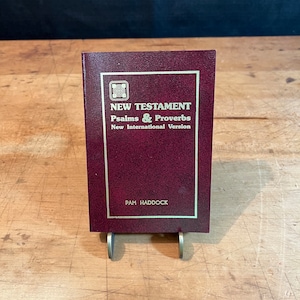 NEW TESTAMENT
Psalms & Proverbs
New International Version
PAM HADDOCK